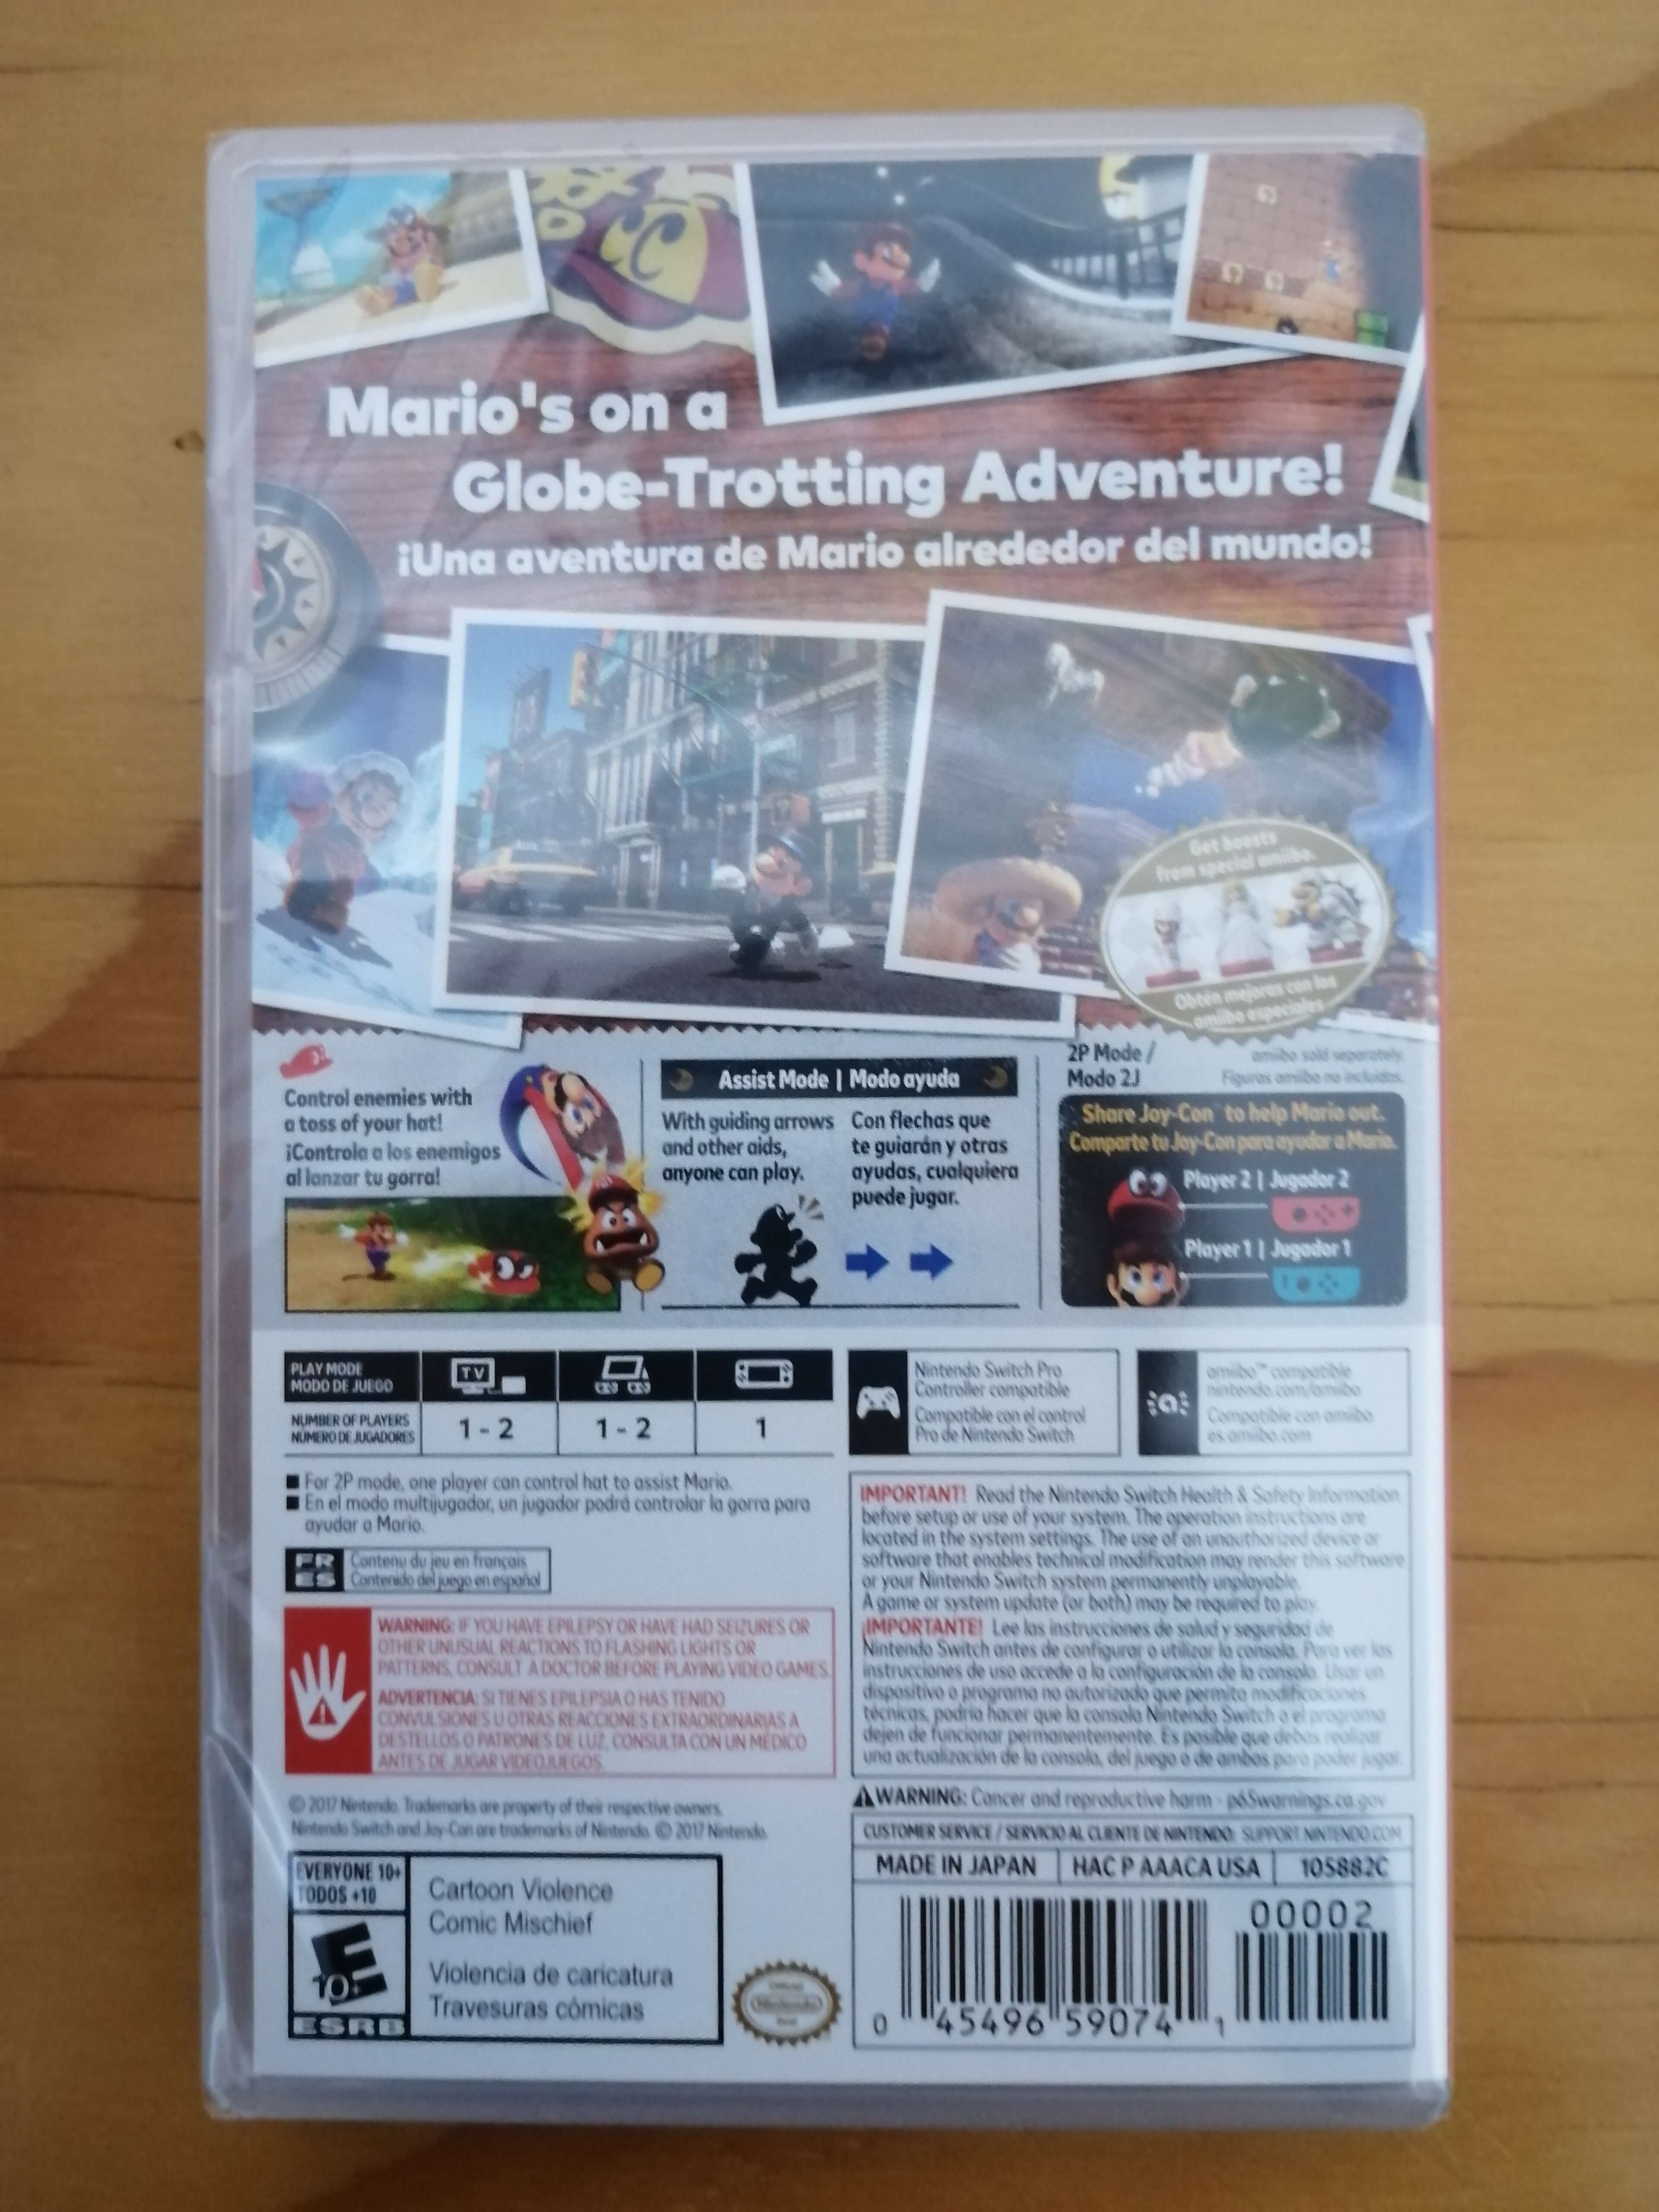 Mario's on a
Globe-Trotting Adventure!
¡Una aventura de Mario alrededor del mundo!
Get boosts
from special amiibo.
Obtén mejoras con los
amiibo especiales
Control enemies with
a toss of your hat!
¡Controla a los enemigos
al lanzar tu gorra!
Assist Mode | Modo ayuda
With guiding arrows
and other aids,
anyone can play.
Con flechas que
te guiarán y otras
ayudas, cualquiera
puede jugar.
2P Mode /
Modo 2J
amiibo sold separately.
Figuras amiibo no incluidas.
Share Joy-Con to help Mario out.
Comparte tu Joy-Con para ayudar a Mario.
Player 2 | Jugador 2
Player 1 | Jugador 1
PLAY MODE
MODO DE JUEGO
TV
NUMBER OF PLAYERS
NÚMERO DE JUGADORES
1 - 2
1 - 2
1
Nintendo Switch Pro
Controller compatible
Compatible con el control
Pro de Nintendo Switch
amiibo™ compatible
nintendo.com/amiibo
Compatible con amiibo
es.amiibo.com
■ For 2P mode, one player can control hat to assist Mario.
■ En el modo multijugador, un jugador podrá controlar la gorra para
ayudar a Mario.
FR
ES
Contenu du jeu en français
Contenido del juego en español
WARNING: IF YOU HAVE EPILEPSY OR HAVE HAD SEIZURES OR
OTHER UNUSUAL REACTIONS TO FLASHING LIGHTS OR
PATTERNS, CONSULT A DOCTOR BEFORE PLAYING VIDEO GAMES.
ADVERTENCIA: SI TIENES EPILEPSIA O HAS TENIDO
CONVULSIONES U OTRAS REACCIONES EXTRAORDINARIAS A
DESTELLOS O PATRONES DE LUZ, CONSULTA CON UN MÉDICO
ANTES DE JUGAR VIDEOJUEGOS.
IMPORTANT! Read the Nintendo Switch Health & Safety Information
before setup or use of your system. The operation instructions are
located in the system settings. The use of an unauthorized device or
software that enables technical modification may render this software
or your Nintendo Switch system permanently unplayable.
A game or system update (or both) may be required to play.
¡IMPORTANTE! Lee las instrucciones de salud y seguridad de
Nintendo Switch antes de configurar o utilizar la consola. Para ver las
instrucciones de uso accede a la configuración de la consola. Usar un
dispositivo o programa no autorizado que permita modificaciones
técnicas, podría hacer que la consola Nintendo Switch o el programa
dejen de funcionar permanentemente. Es posible que debas realizar
una actualización de la consola, del juego o de ambos para poder jugar.
WARNING: Cancer and reproductive harm - p65warnings.ca.gov
© 2017 Nintendo. Trademarks are property of their respective owners.
Nintendo Switch and Joy-Con are trademarks of Nintendo. © 2017 Nintendo.
CUSTOMER SERVICE / SERVICIO AL CLIENTE DE NINTENDO: SUPPORT.NINTENDO.COM
MADE IN JAPAN
HAC P AAACA USA
105882C
EVERYONE 10+
TODOS +10
E
10+
ESRB
Cartoon Violence
Comic Mischief
Violencia de caricatura
Travesuras cómicas
Official
Nintendo
Seal
00002
0 45496 59074 1